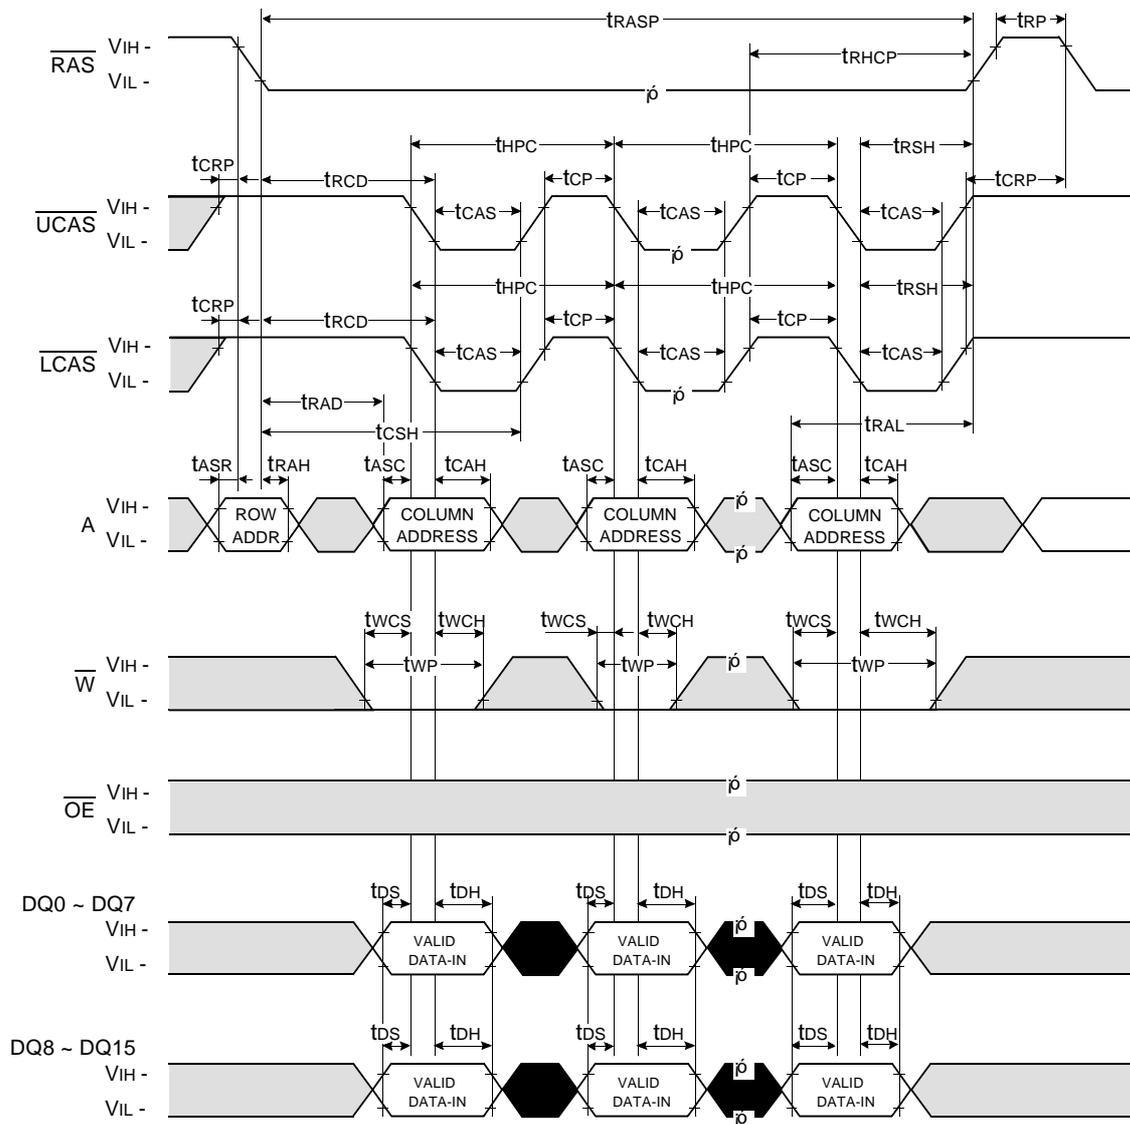 tRASP
tRP
VIH -
RAS
VIL -
tRHCP
¡ó
tHPC
tHPC
tRSH
tCRP
tRCD
tCP
tCP
tCRP
VIH -
UCAS
VIL -
tCAS
tCAS
tCAS
¡ó
tHPC
tHPC
tRSH
tCRP
tRCD
tCP
tCP
VIH -
LCAS
VIL -
tCAS
tCAS
tCAS
¡ó
tRAD
tCSH
tRAL
tASR
tRAH
tASC
tCAH
tASC
tCAH
tASC
tCAH
VIH -
A
VIL -
ROW
ADDR
COLUMN
ADDRESS
COLUMN
ADDRESS
¡ó
¡ó
COLUMN
ADDRESS
tWCS
tWCH
tWCS
tWCH
tWCS
tWCH
tWP
tWP
tWP
VIH -
W
VIL -
¡ó
VIH -
OE
VIL -
¡ó
¡ó
tDS
tDH
tDS
tDH
tDS
tDH
DQ0 ~ DQ7
VIH -
VIL -
VALID
DATA-IN
VALID
DATA-IN
¡ó
¡ó
VALID
DATA-IN
tDS
tDH
tDS
tDH
tDS
tDH
DQ8 ~ DQ15
VIH -
VIL -
VALID
DATA-IN
VALID
DATA-IN
¡ó
¡ó
VALID
DATA-IN